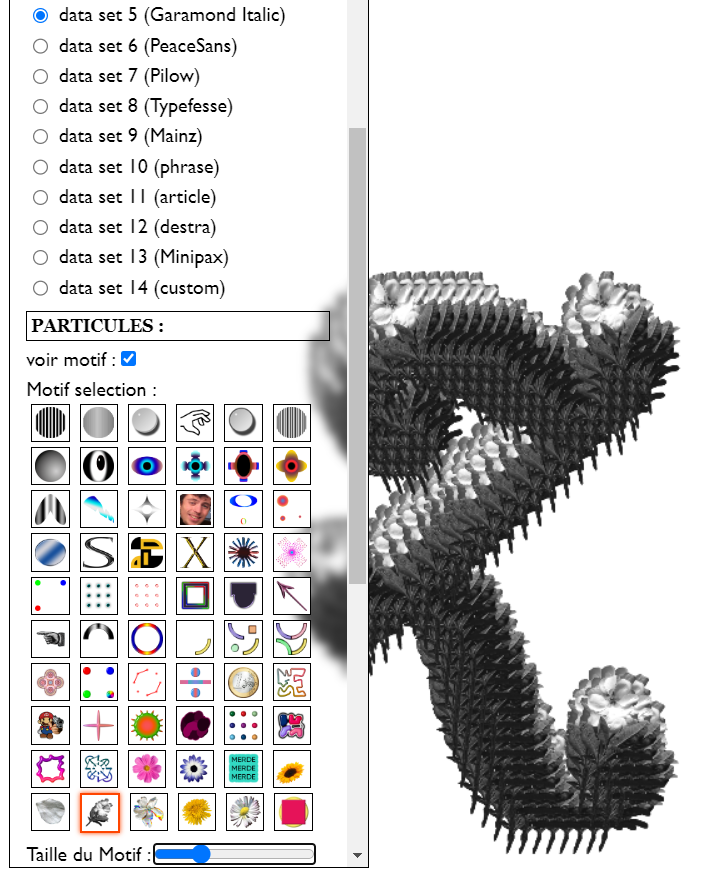 data set 5 (Garamond Italic)
data set 6 (PeaceSans)
data set 7 (Pilow)
data set 8 (Typefesse)
data set 9 (Mainz)
data set 10 (phrase)
data set 11 (article)
data set 12 (destra)
data set 13 (Minipax)
data set 14 (custom)
PARTICULES :
voir motif :
Motif selection :
S
X
MERDE
MERDE
MERDE
Taille du Motif :